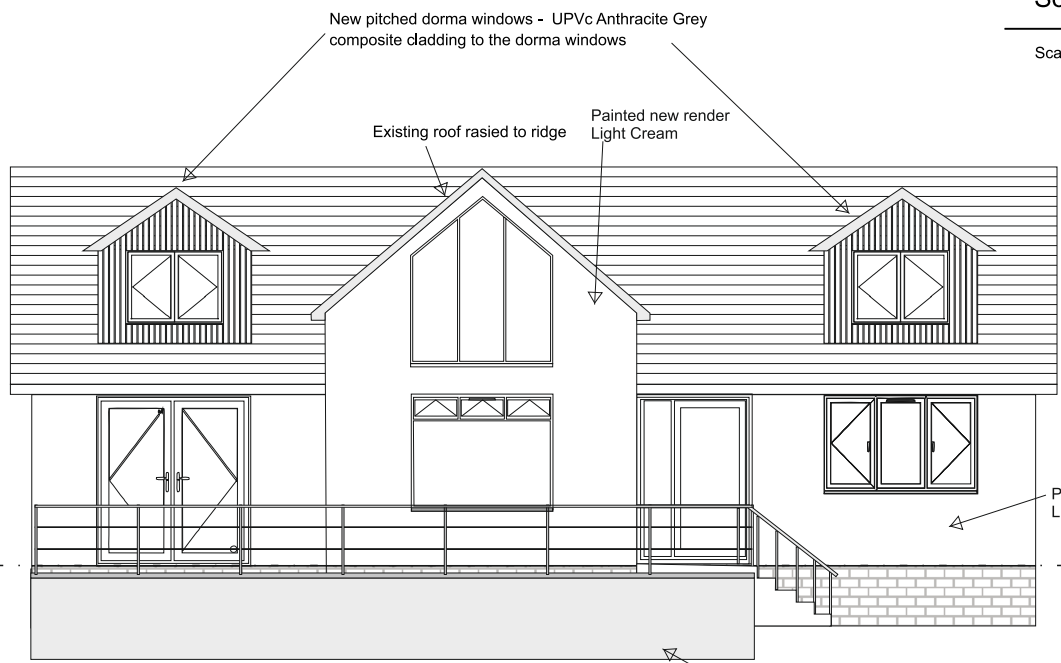 New pitched dorma windows - UPVc Anthracite Grey
composite cladding to the dorma windows
Sca
Existing roof rasied to ridge
Painted new render
Light Cream
P
L